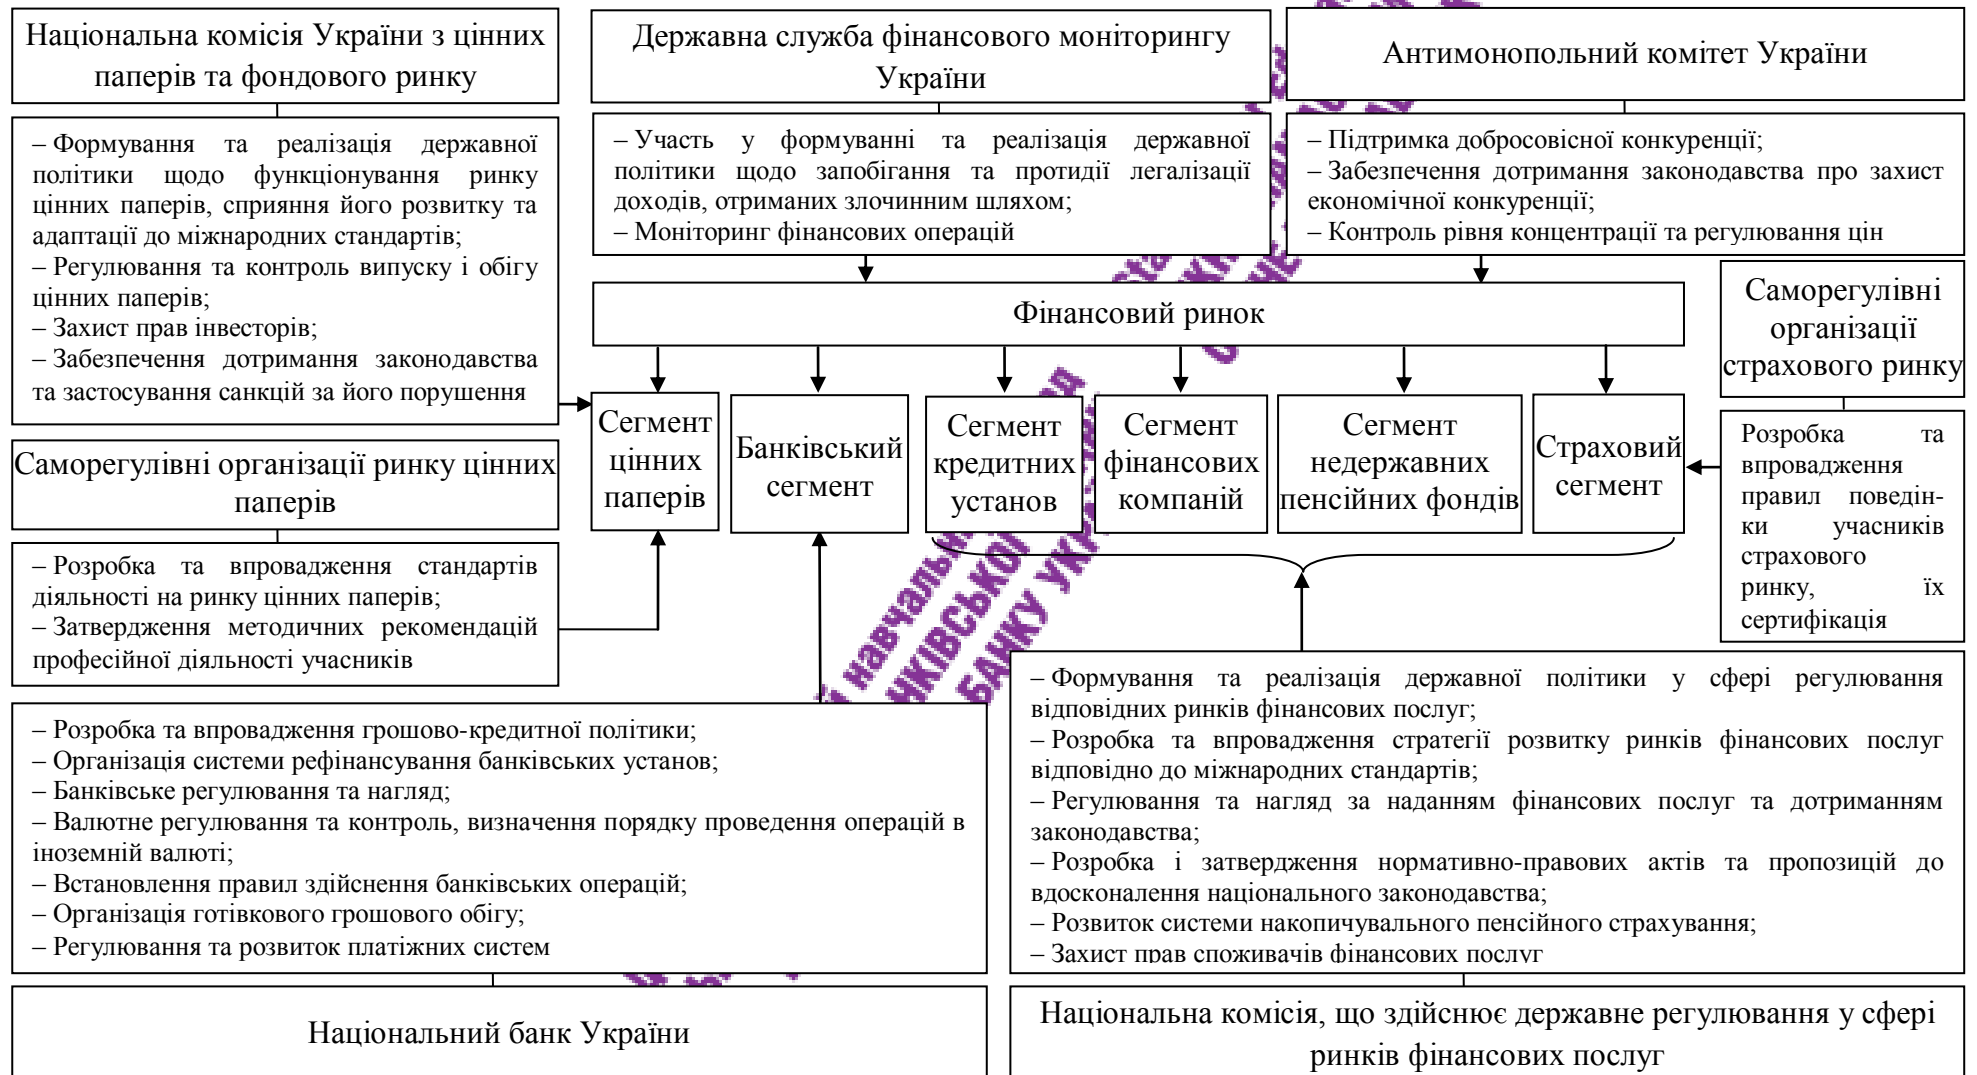 Національна комісія України з цінних
паперів та фондового ринку
Державна служба фінансового моніторингу
України
Антимонопольний комітет України
– Формування та реалізація державної
політики щодо функціонування ринку
цінних паперів, сприяння його розвитку та
адаптації до міжнародних стандартів;
– Регулювання та контроль випуску і обігу
цінних паперів;
– Захист прав інвесторів;
– Забезпечення дотримання законодавства
та застосування санкцій за його порушення
– Участь у формуванні та реалізація державної
політики щодо запобігання та протидії легалізації
доходів, отриманих злочинним шляхом;
– Моніторинг фінансових операцій
– Підтримка добросовісної конкуренції;
– Забезпечення дотримання законодавства про захист
економічної конкуренції;
– Контроль рівня концентрації та регулювання цін
Фінансовий ринок
Саморегулівні
організації
страхового ринку
Сегмент
цінних
паперів
Банківський
сегмент
Сегмент
кредитних
установ
Сегмент
фінансових
компаній
Сегмент
недержавних
пенсійних фондів
Страховий
сегмент
Розробка та
впровадження
правил поведін-
ки учасників
страхового
ринку, їх
сертифікація
Саморегулівні організації ринку цінних
паперів
– Розробка та впровадження стандартів
діяльності на ринку цінних паперів;
– Затвердження методичних рекомендацій
професійної діяльності учасників
– Розробка та впровадження грошово-кредитної політики;
– Організація системи рефінансування банківських установ;
– Банківське регулювання та нагляд;
– Валютне регулювання та контроль, визначення порядку проведення операцій в
іноземній валюті;
– Встановлення правил здійснення банківських операцій;
– Організація готівкового грошового обігу;
– Регулювання та розвиток платіжних систем
– Формування та реалізація державної політики у сфері регулювання
відповідних ринків фінансових послуг;
– Розробка та впровадження стратегії розвитку ринків фінансових послуг
відповідно до міжнародних стандартів;
– Регулювання та нагляд за наданням фінансових послуг та дотриманням
законодавства;
– Розробка і затвердження нормативно-правових актів та пропозицій до
вдосконалення національного законодавства;
– Розвиток системи накопичувального пенсійного страхування;
– Захист прав споживачів фінансових послуг
Національний банк України
Національна комісія, що здійснює державне регулювання у сфері
ринків фінансових послуг
БАНКУ